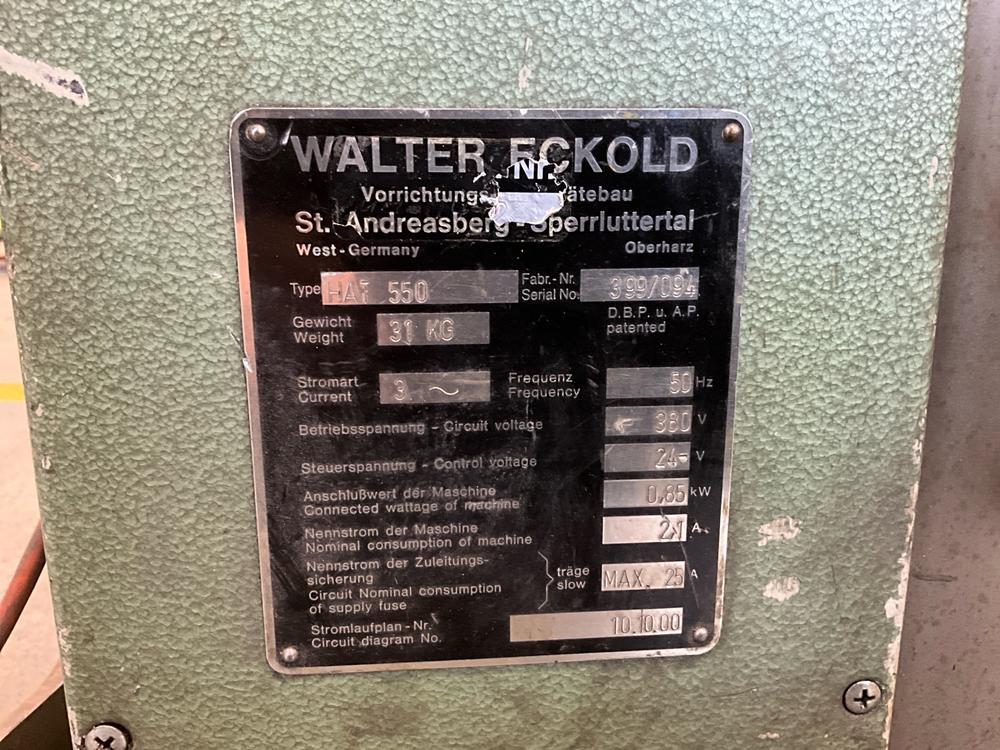 WALTER ECKOLD
Nr.
Vorrichtungs
St. Andreasberg - Sperrluttertal
West-Germany Oberharz
Type HAT 550 Fabr.-Nr. Serial No. 399/094
D.B.P. u. A.P.
patented
Gewicht
Weight 31 KG
Stromart
Current 3 ~ Frequenz
Frequency 50 Hz
Betriebsspannung - Circuit voltage 380 V
Steuerspannung - Control voltage 24 V
Anschlußwert der Maschine
Connected wattage of machine 0,65 kW
Nennstrom der Maschine
Nominal consumption of machine A
Nennstrom der Zuleitungs-
sicherung
Circuit Nominal consumption
of supply fuse
träge
slow MAX. 25 A
Stromlaufplan-Nr.
Circuit diagram No. 10.10.00